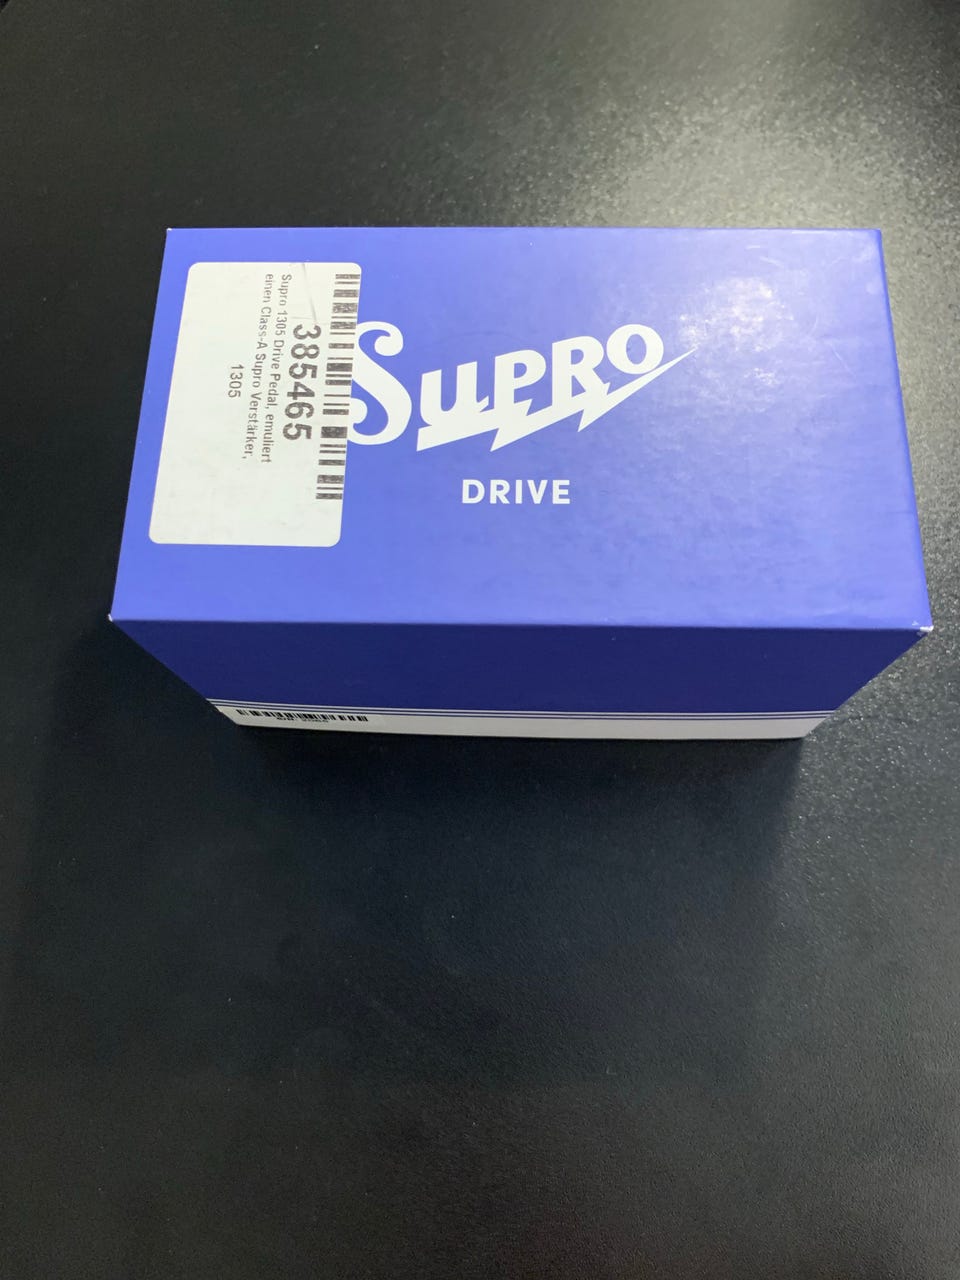 SUPRO
DRIVE
385465
Supro 1305 Drive Pedal, emuliert
einen Class-A Supro Verstärker,
1305